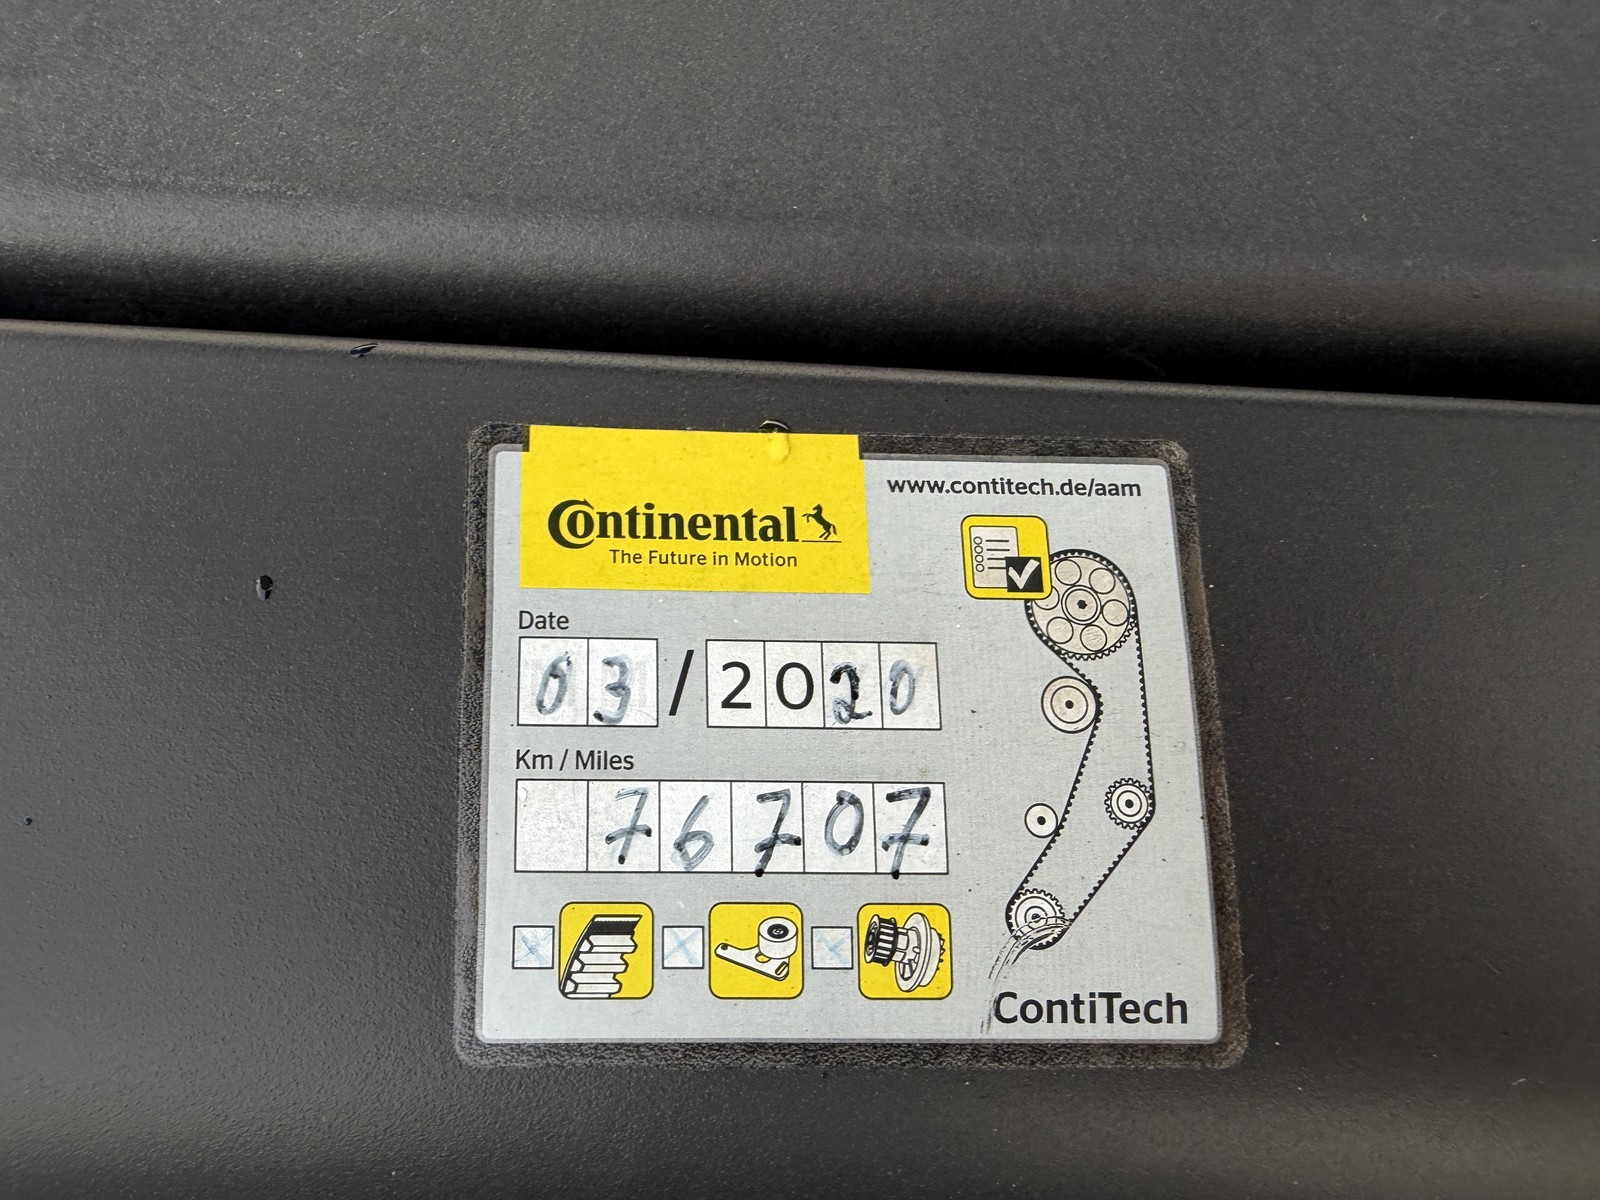 www.contitech.de/aam
Continental
The Future in Motion
Date
03 / 2020
Km / Miles
76707
ContiTech